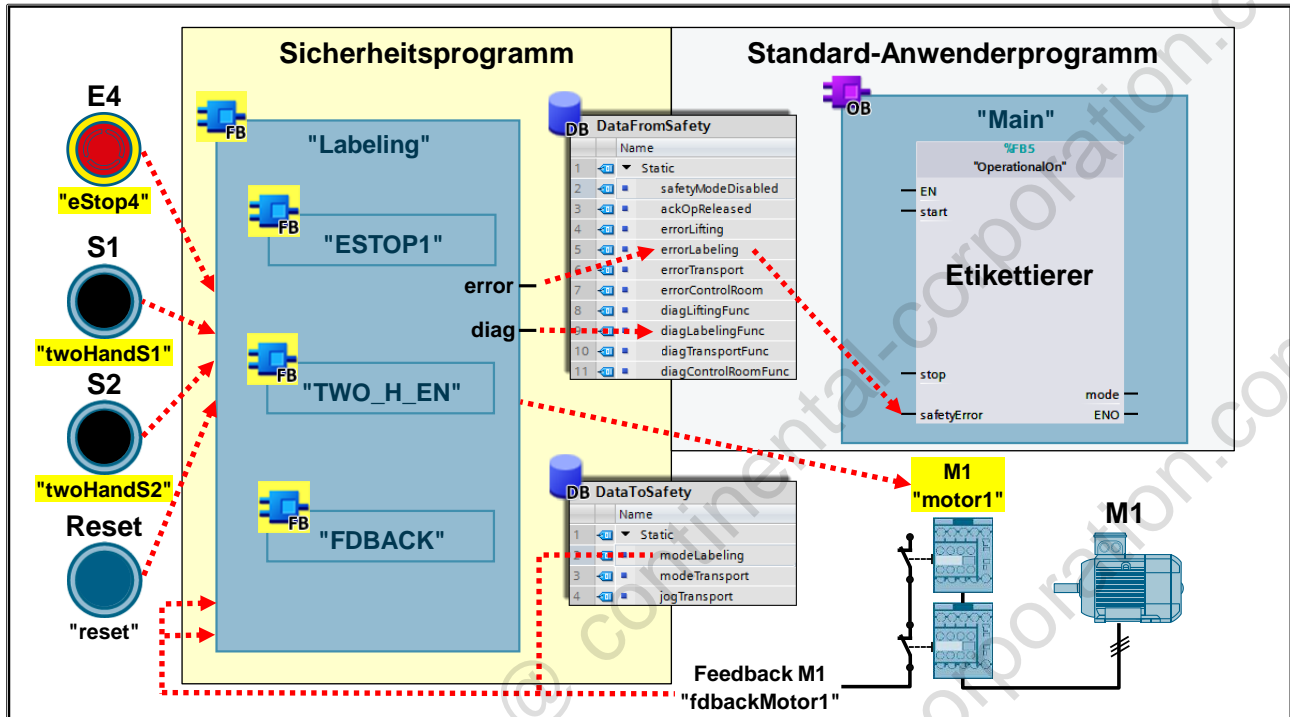 Sicherheitsprogramm
Standard-Anwenderprogramm
E4
"eStop4"
S1
"twoHandS1"
S2
"twoHandS2"
Reset
"reset"
FB
"Labeling"
FB
"ESTOP1"
error
diag
FB
"TWO_H_EN"
FB
"FDBACK"
DB DataFromSafety
Name
1 Static
2 safetyModeDisabled
3 ackOpReleased
4 errorLifting
5 errorLabeling
6 errorTransport
7 errorControlRoom
8 diagLiftingFunc
9 diagLabelingFunc
10 diagTransportFunc
11 diagControlRoomFunc
DB DataToSafety
Name
1 Static
2 modeLabeling
3 modeTransport
4 jogTransport
OB
"Main"
%FB5
"OperationalOn"
EN
start
Etikettierer
stop
mode
safetyError
ENO
M1
"motor1"
M1
Feedback M1
"fdbackMotor1"
@ continental-corporation.com